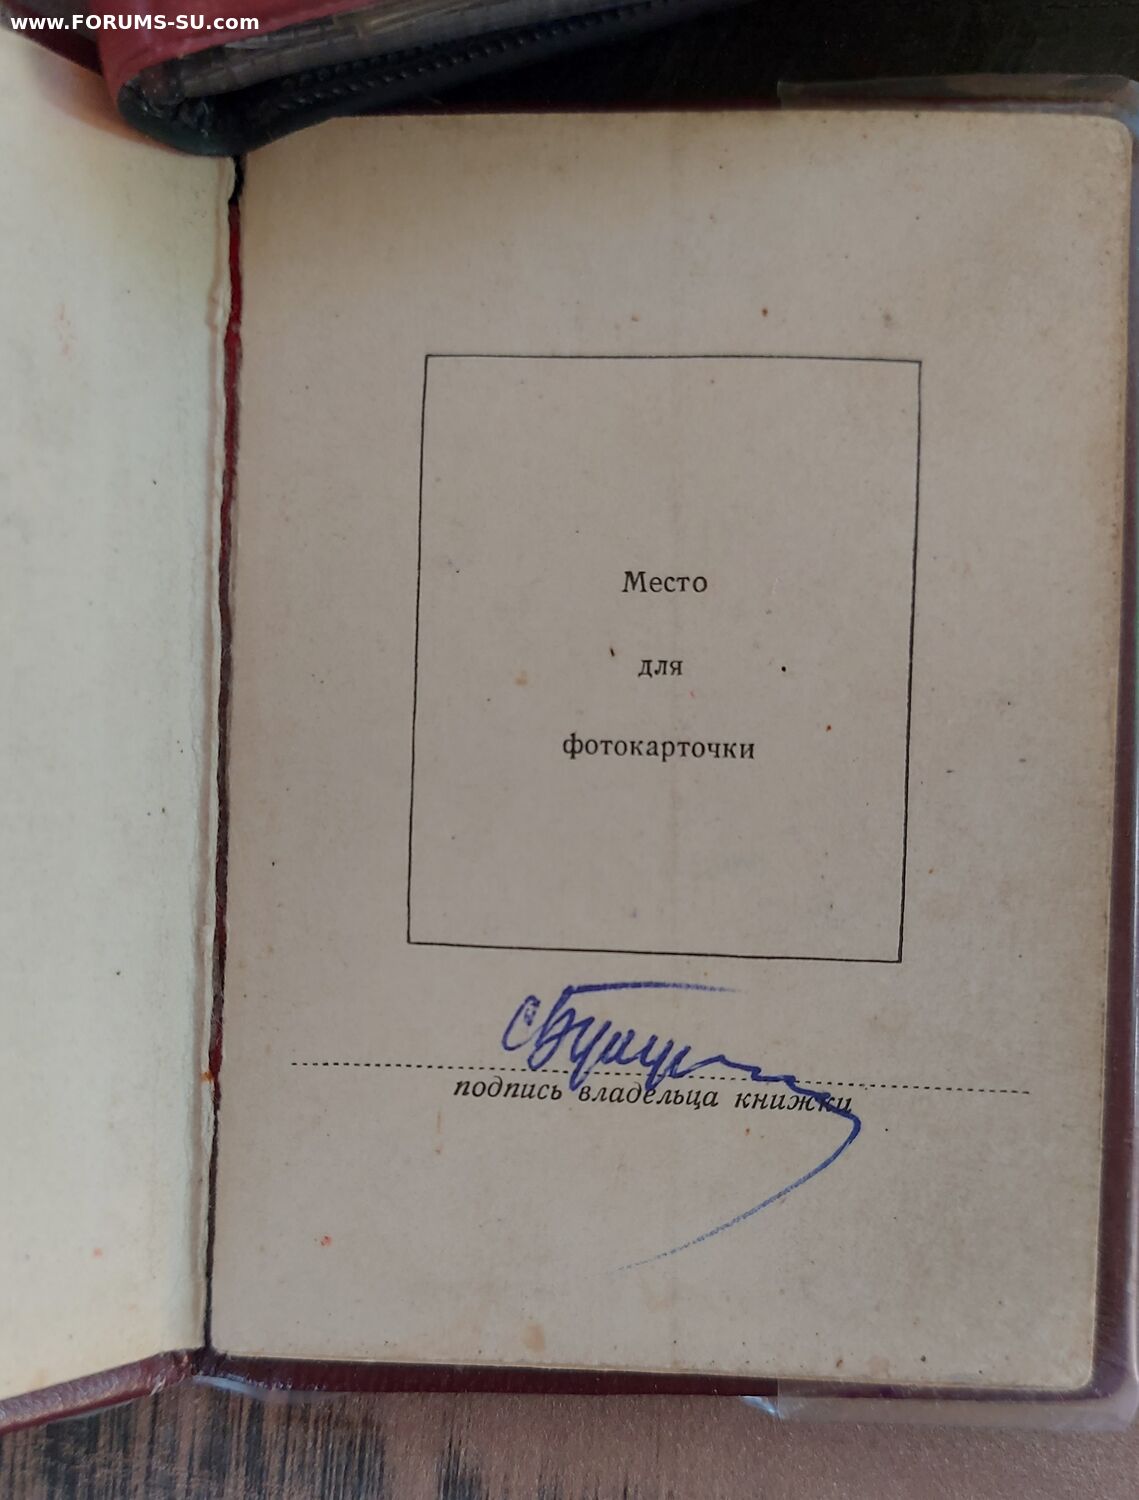 www.FORUMS-SU.com
Место
для
фотокарточки
подпись владельца книжки